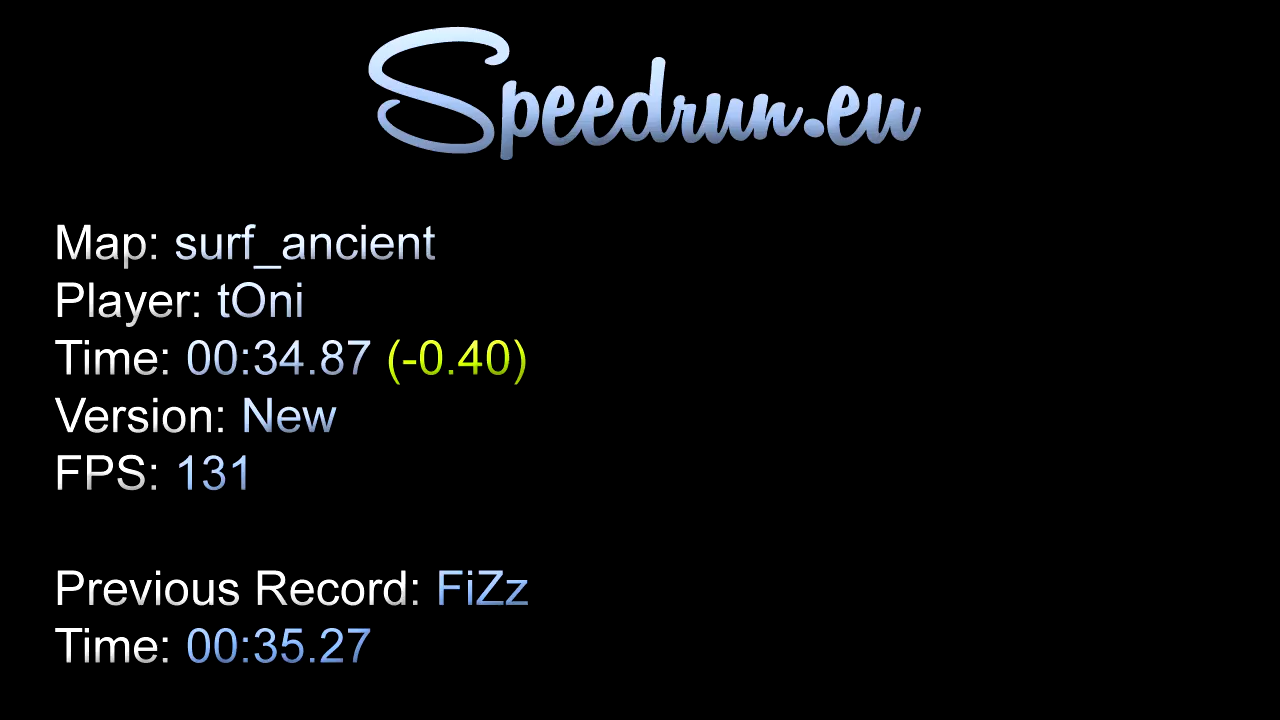 Speedrun.eu
Map: surf_ancient
Player: tOni
Time: 00:34.87 (-0.40)
Version: New
FPS: 131
Previous Record: FiZz
Time: 00:35.27